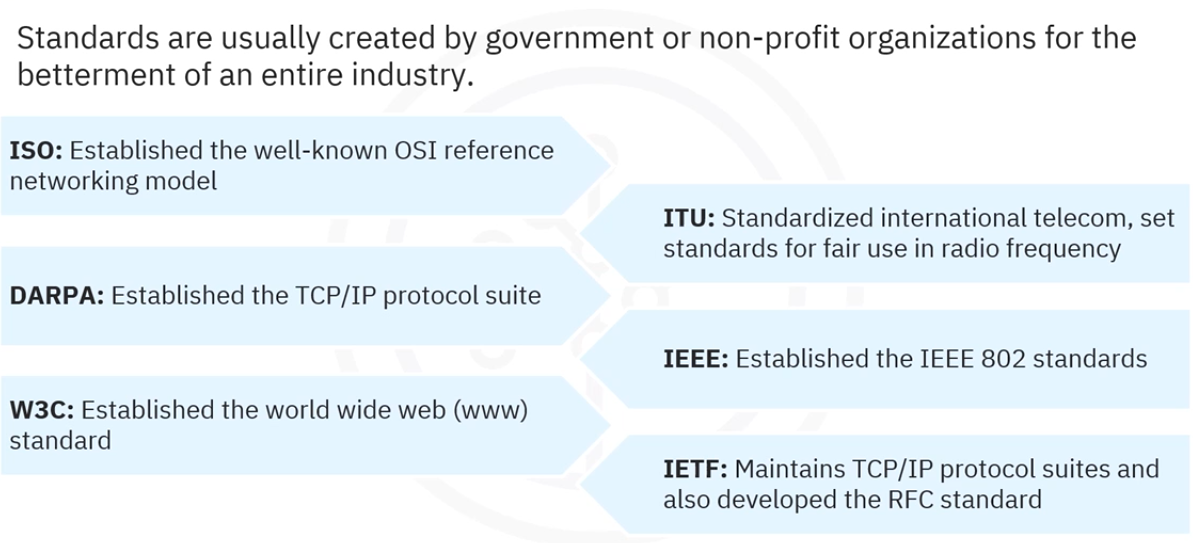 Standards are usually created by government or non-profit organizations for the
betterment of an entire industry.
ISO: Established the well-known OSI reference
networking model
ITU: Standardized international telecom, set
standards for fair use in radio frequency
DARPA: Established the TCP/IP protocol suite
IEEE: Established the IEEE 802 standards
W3C: Established the world wide web (www)
standard
IETF: Maintains TCP/IP protocol suites and
also developed the RFC standard